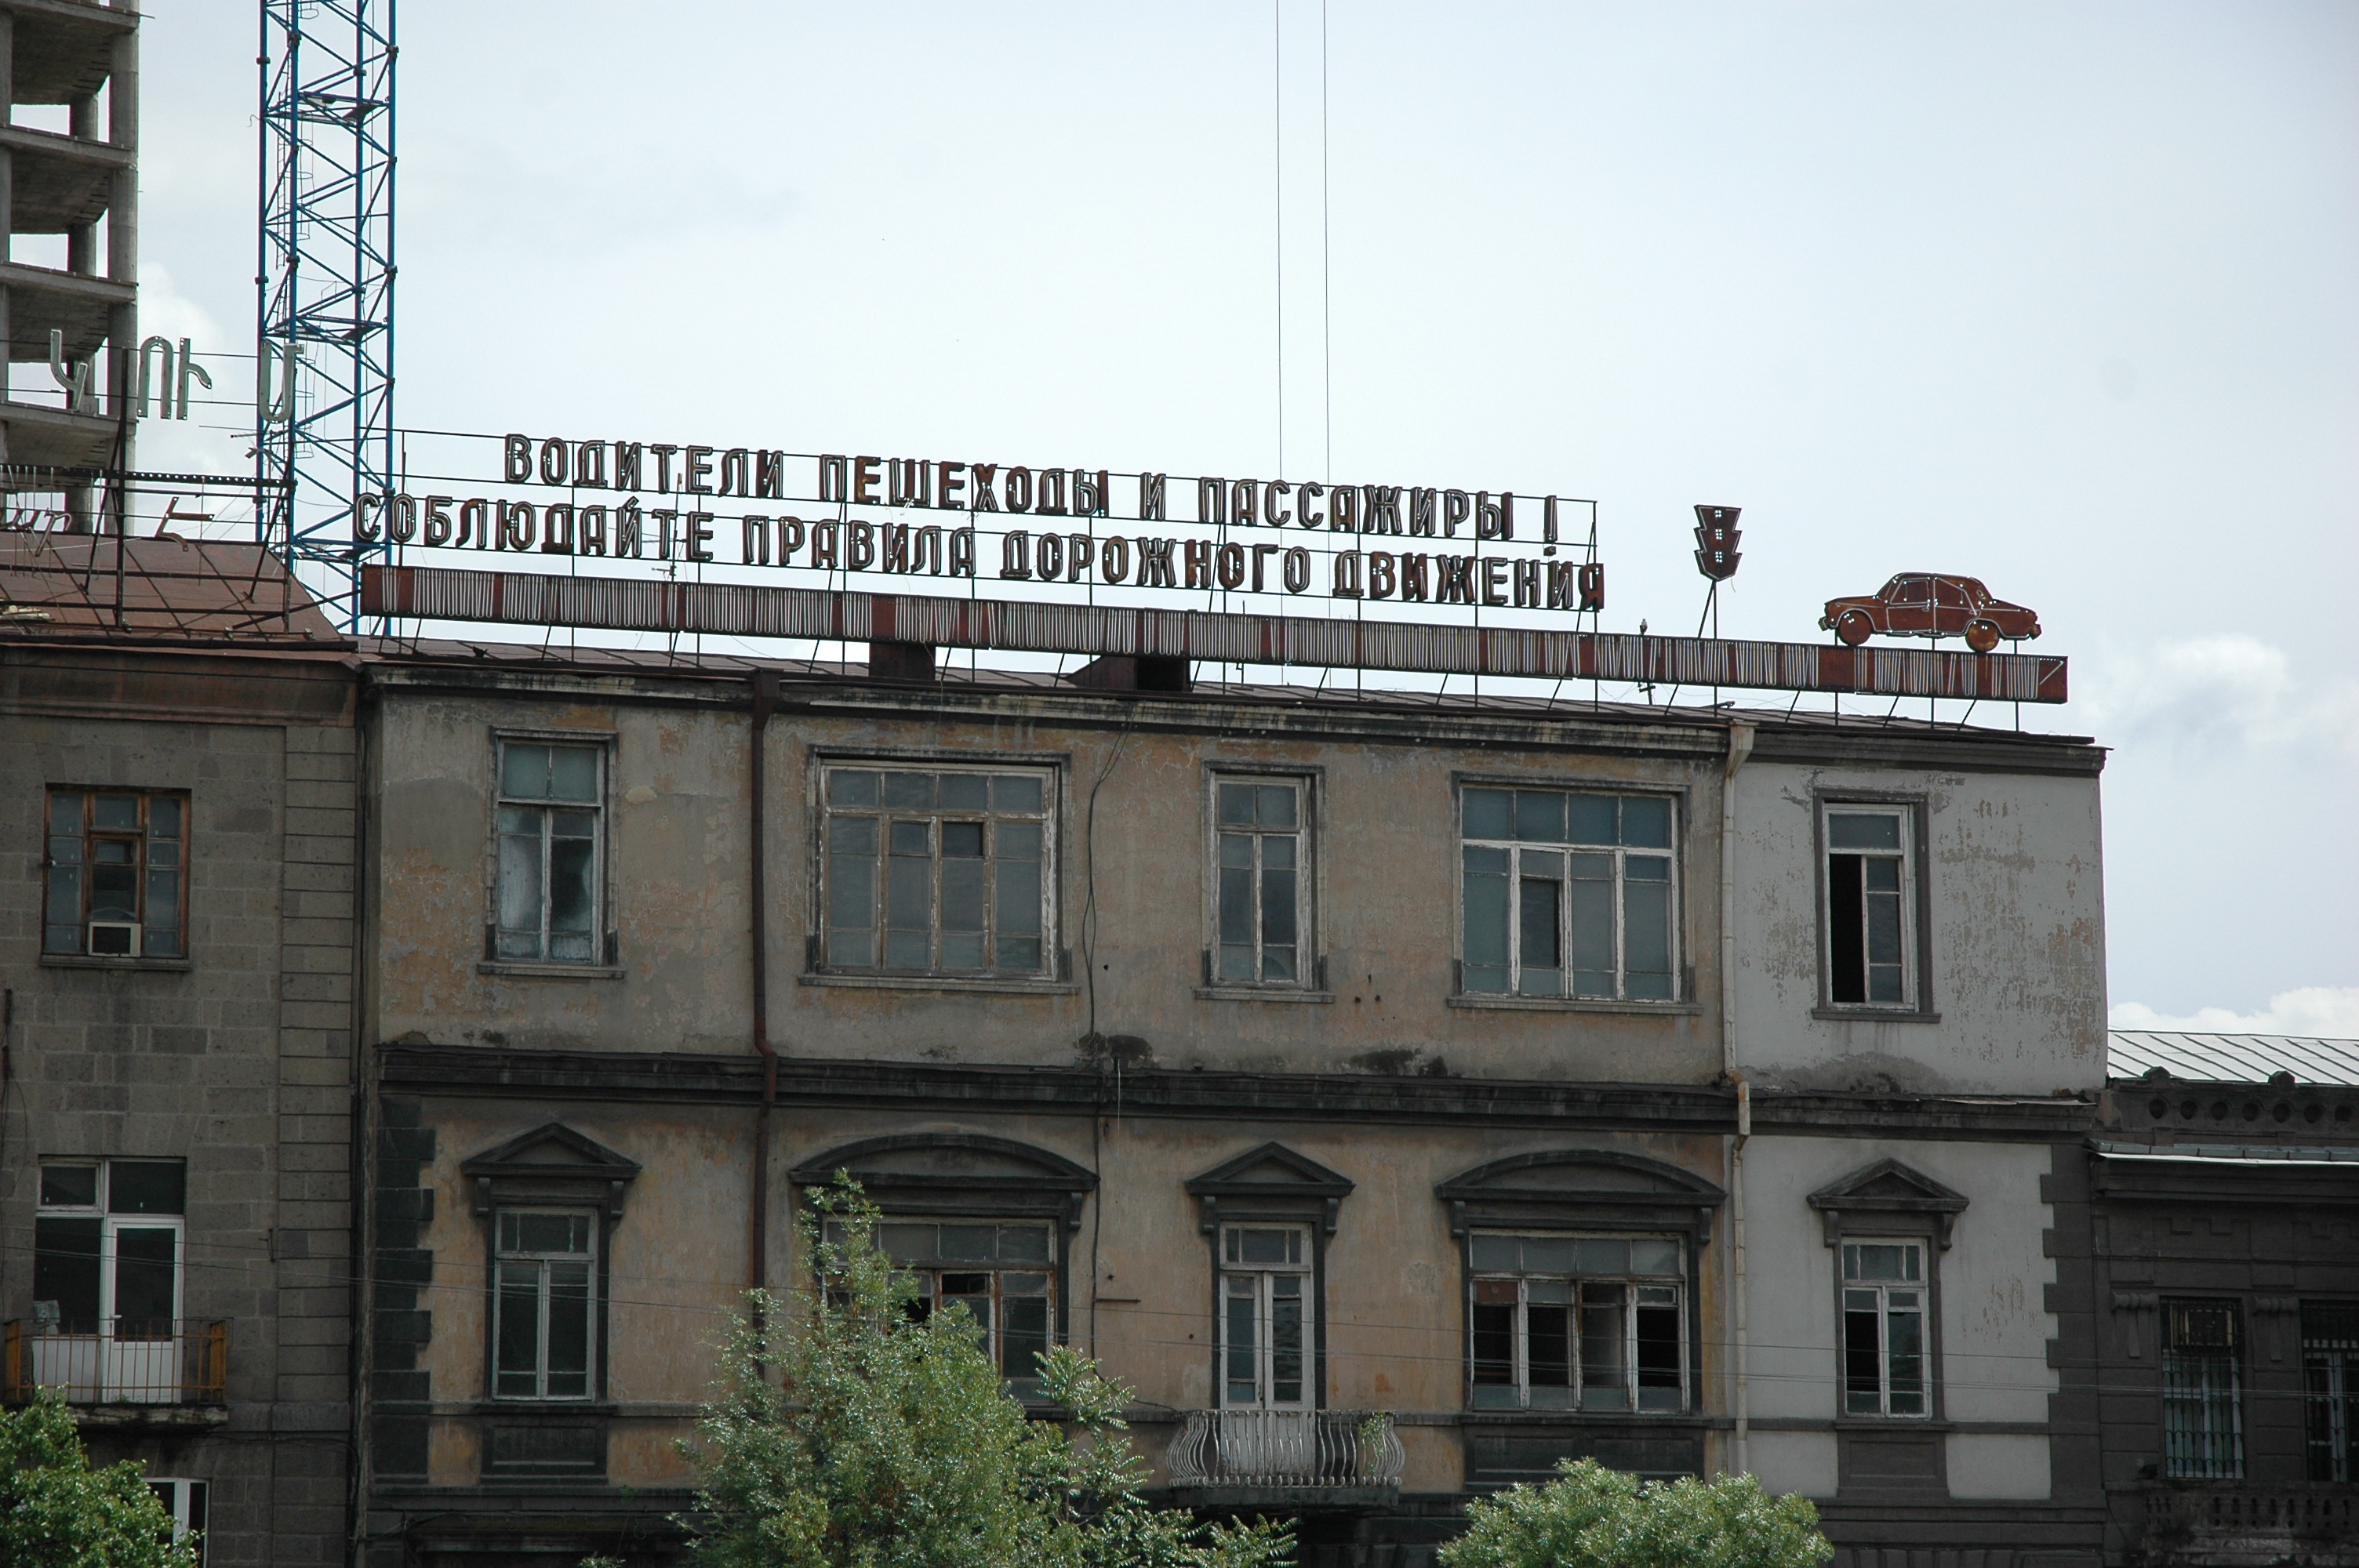 ВОДИТЕЛИ ПЕШЕХОДЫ И ПАССАЖИРЫ !
СОБЛЮДАЙТЕ ПРАВИЛА ДОРОЖНОГО ДВИЖЕНИЯ